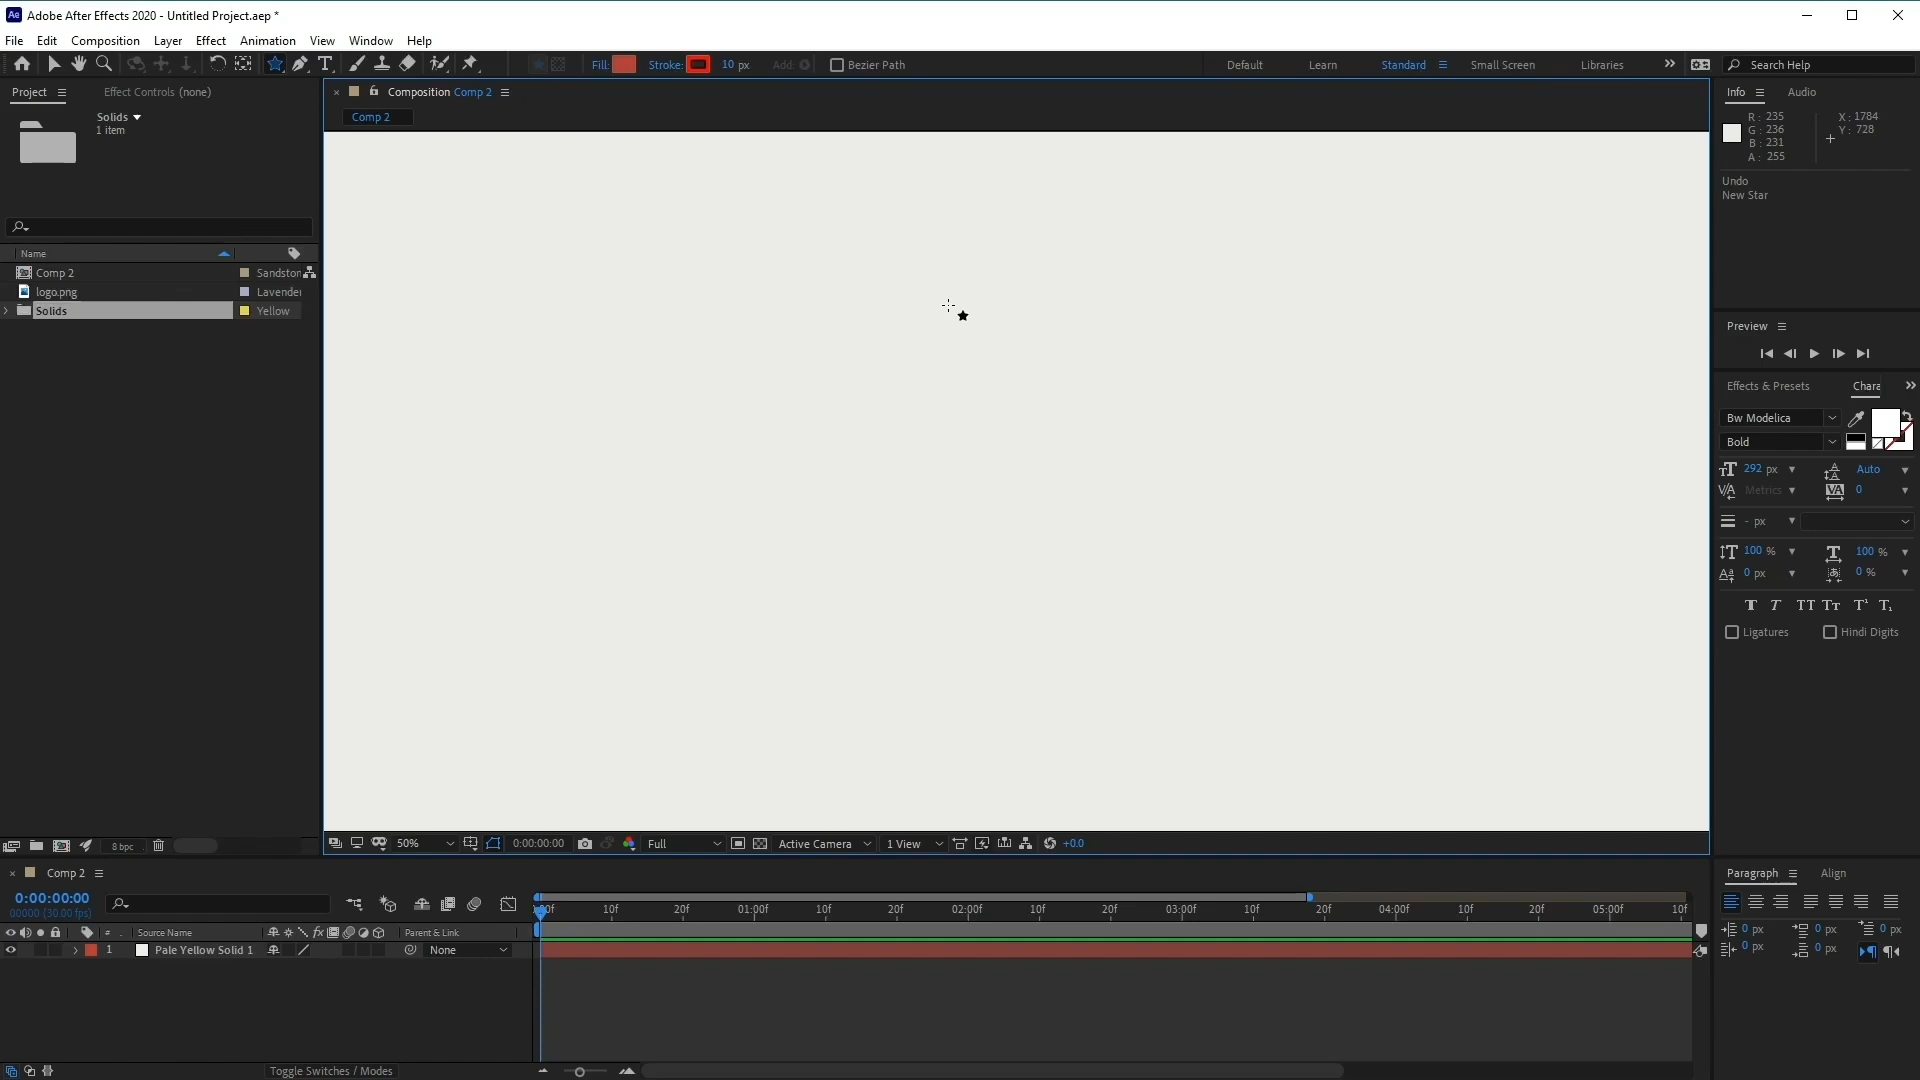 Adobe After Effects 2020 - Untitled Project.aep *
File Edit Composition Layer Effect Animation View Window Help
Fill: Stroke: 10 px Add: Bezier Path Default Learn Standard Small Screen Libraries Search Help
Project Effect Controls (none)
Solids
1 item
Name
Comp 2 Sandston
logo.png Lavender
Solids Yellow
8 bpc
Composition Comp 2
Comp 2
50% 0:00:00:00 Full Active Camera 1 View +0.0
Info Audio
R: 235 X: 1784
G: 236 Y: 728
B: 231
A: 255
Undo
New Star
Preview
Effects & Presets Chara
Bw Modelica
Bold
292 px Auto
Metrics 0
- px
100 % 100 %
0 px 0 %
Ligatures Hindi Digits
Comp 2
0:00:00:00
00000 (30.00 fps)
:00f 10f 20f 01:00f 10f 20f 02:00f 10f 20f 03:00f 10f 20f 04:00f 10f 20f 05:00f 10f
# Source Name Parent & Link
1 Pale Yellow Solid 1 None
Toggle Switches / Modes
Paragraph Align
0 px 0 px 0 px
0 px 0 px